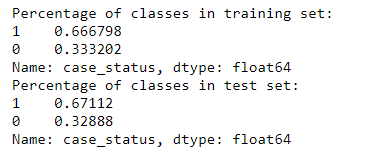 Percentage of classes in training set:
1    0.666798
0    0.333202
Name: case_status, dtype: float64
Percentage of classes in test set:
1    0.67112
0    0.32888
Name: case_status, dtype: float64